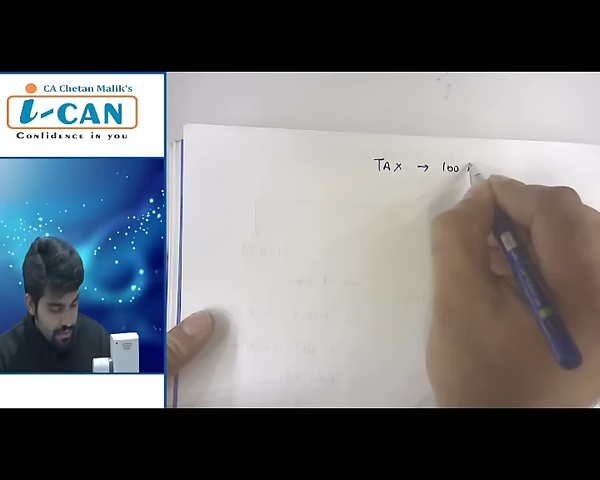 CA Chetan Malik's
i-CAN
Confidence in you
TAX → 100